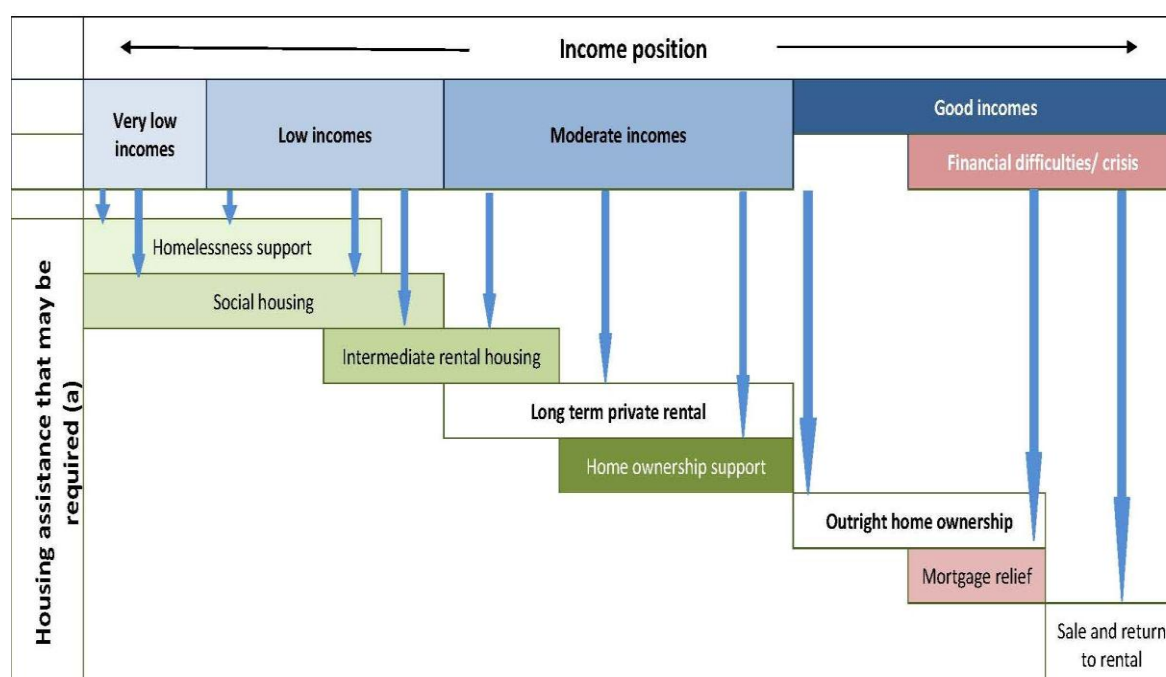 Income position
Very low
incomes
Low incomes
Moderate incomes
Good incomes
Financial difficulties/ crisis
Housing assistance that may be
required (a)
Homelessness support
Social housing
Intermediate rental housing
Long term private rental
Home ownership support
Outright home ownership
Mortgage relief
Sale and return
to rental